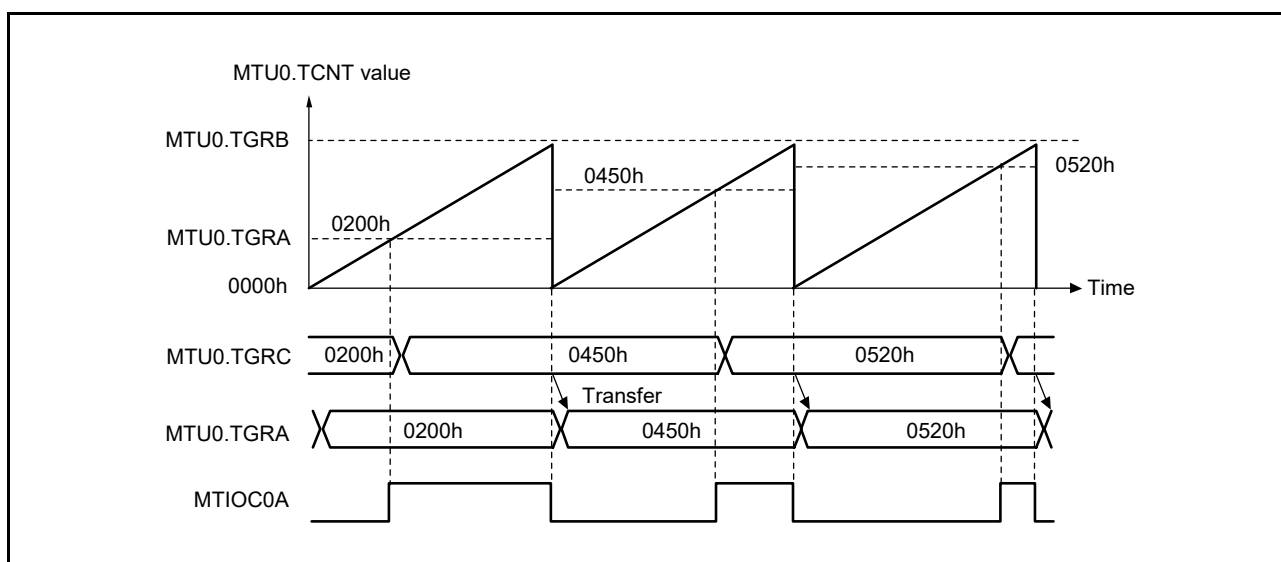 MTU0.TCNT value
MTU0.TGRB
0520h
0450h
0200h
MTU0.TGRA
0000h
Time
MTU0.TGRC
0200h
0450h
0520h
Transfer
MTU0.TGRA
0200h
0450h
0520h
MTIOC0A